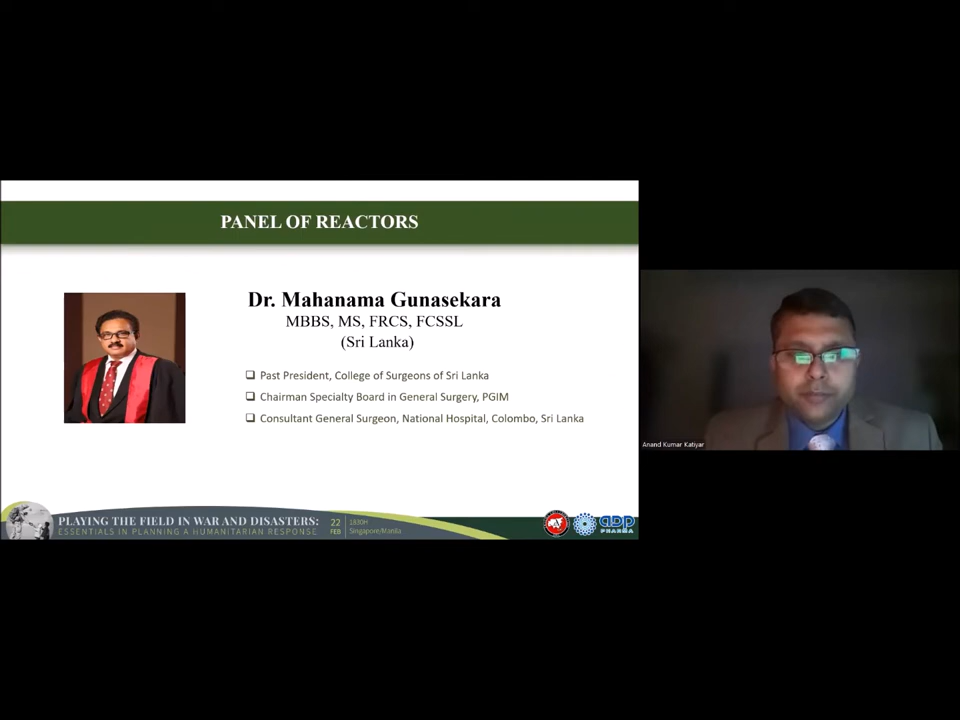 PANEL OF REACTORS
Dr. Mahanama Gunasekara
MBBS, MS, FRCS, FCSSL
(Sri Lanka)
Past President, College of Surgeons of Sri Lanka
Chairman Specialty Board in General Surgery, PGIM
Consultant General Surgeon, National Hospital, Colombo, Sri Lanka
Anand Kumar Katiyar
PLAYING THE FIELD IN WAR AND DISASTERS:
ESSENTIALS IN PLANNING A HUMANITARIAN RESPONSE
22
FEB
1830H
Singapore/Manila
PHARMA